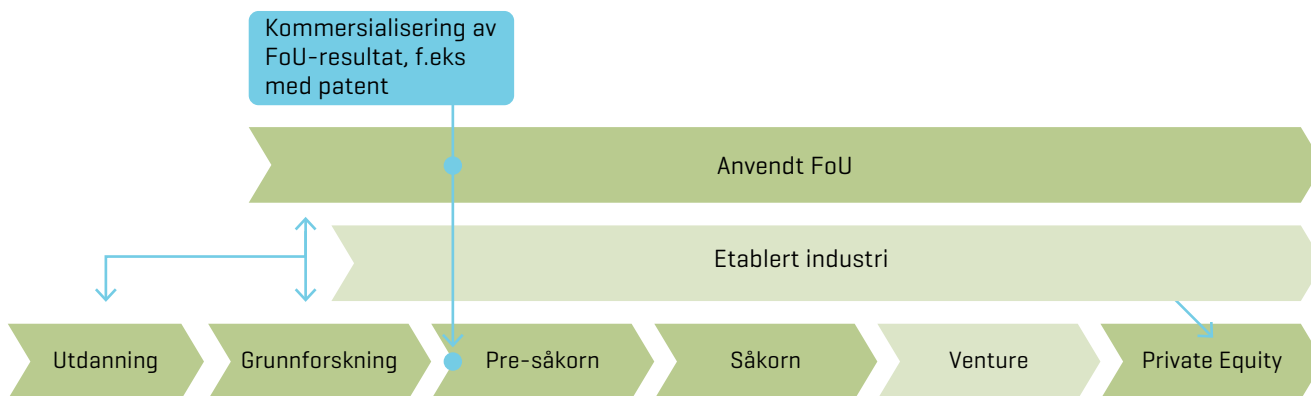 Kommersialisering av
FoU-resultat, f.eks
med patent
Anvendt FoU
Etablert industri
Utdanning
Grunnforskning
Pre-såkorn
Såkorn
Venture
Private Equity